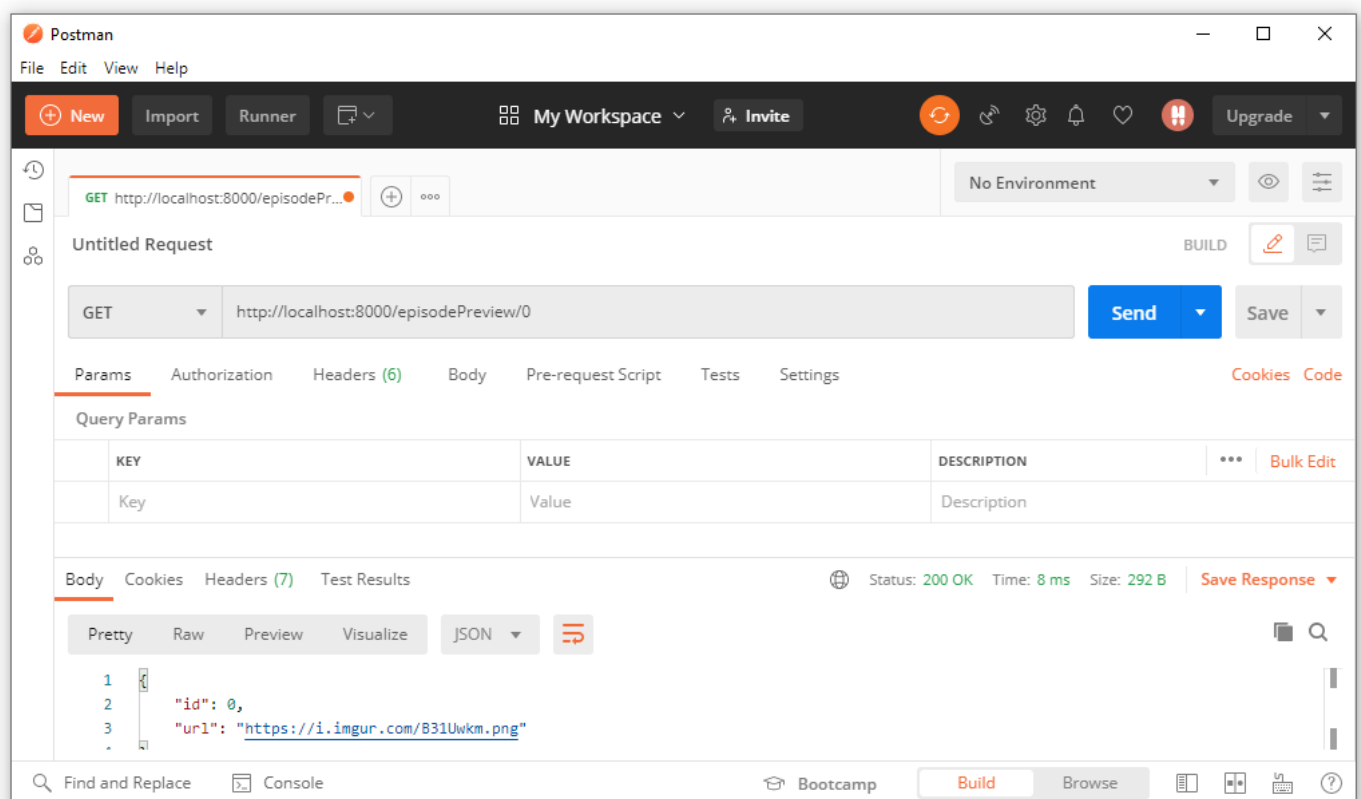 Postman
File Edit View Help
New Import Runner My Workspace Invite Upgrade
GET http://localhost:8000/episodePr... No Environment
Untitled Request BUILD
GET http://localhost:8000/episodePreview/0 Send Save
Params Authorization Headers (6) Body Pre-request Script Tests Settings Cookies Code
Query Params
KEY VALUE DESCRIPTION ••• Bulk Edit
Key Value Description
Body Cookies Headers (7) Test Results Status: 200 OK Time: 8 ms Size: 292 B Save Response
Pretty Raw Preview Visualize JSON
1 {
2 "id": 0,
3 "url": "https://i.imgur.com/B31Uwkm.png"
4 }
Find and Replace Console Bootcamp Build Browse